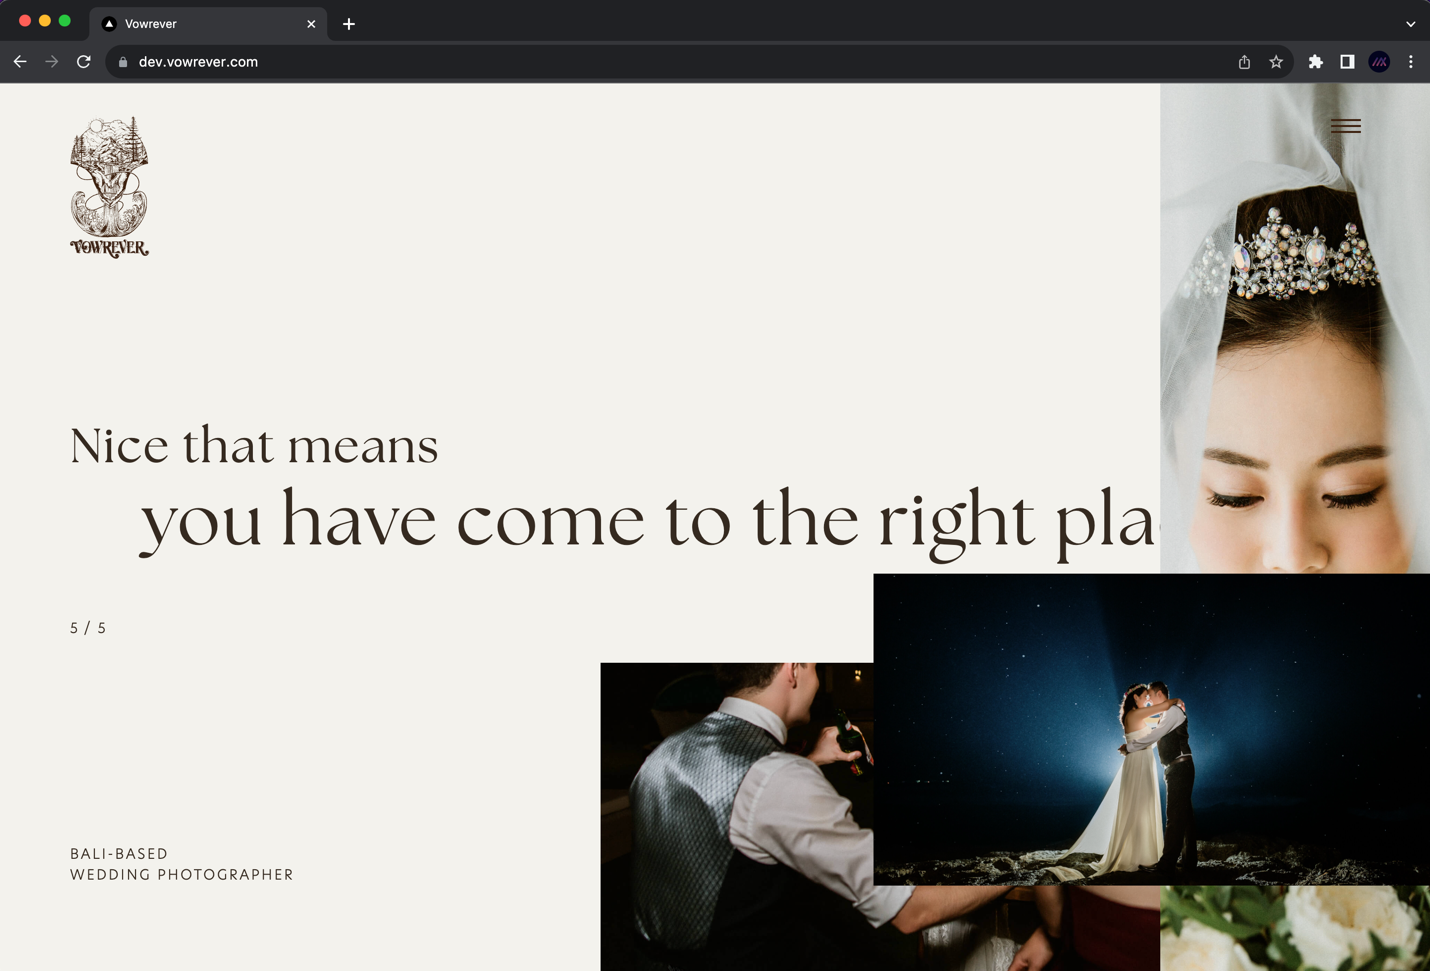 Vowrever
dev.vowrever.com
VOWREVER
Nice that means
you have come to the right pla
5 / 5
BALI-BASED
WEDDING PHOTOGRAPHER